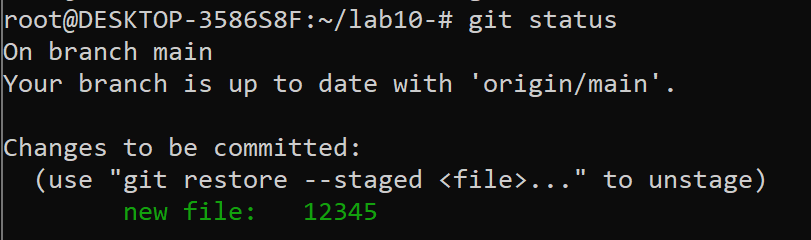 root@DESKTOP-3586S8F:~/lab10-# git status
On branch main
Your branch is up to date with 'origin/main'.
Changes to be committed:
(use "git restore --staged <file>..." to unstage)
new file: 12345